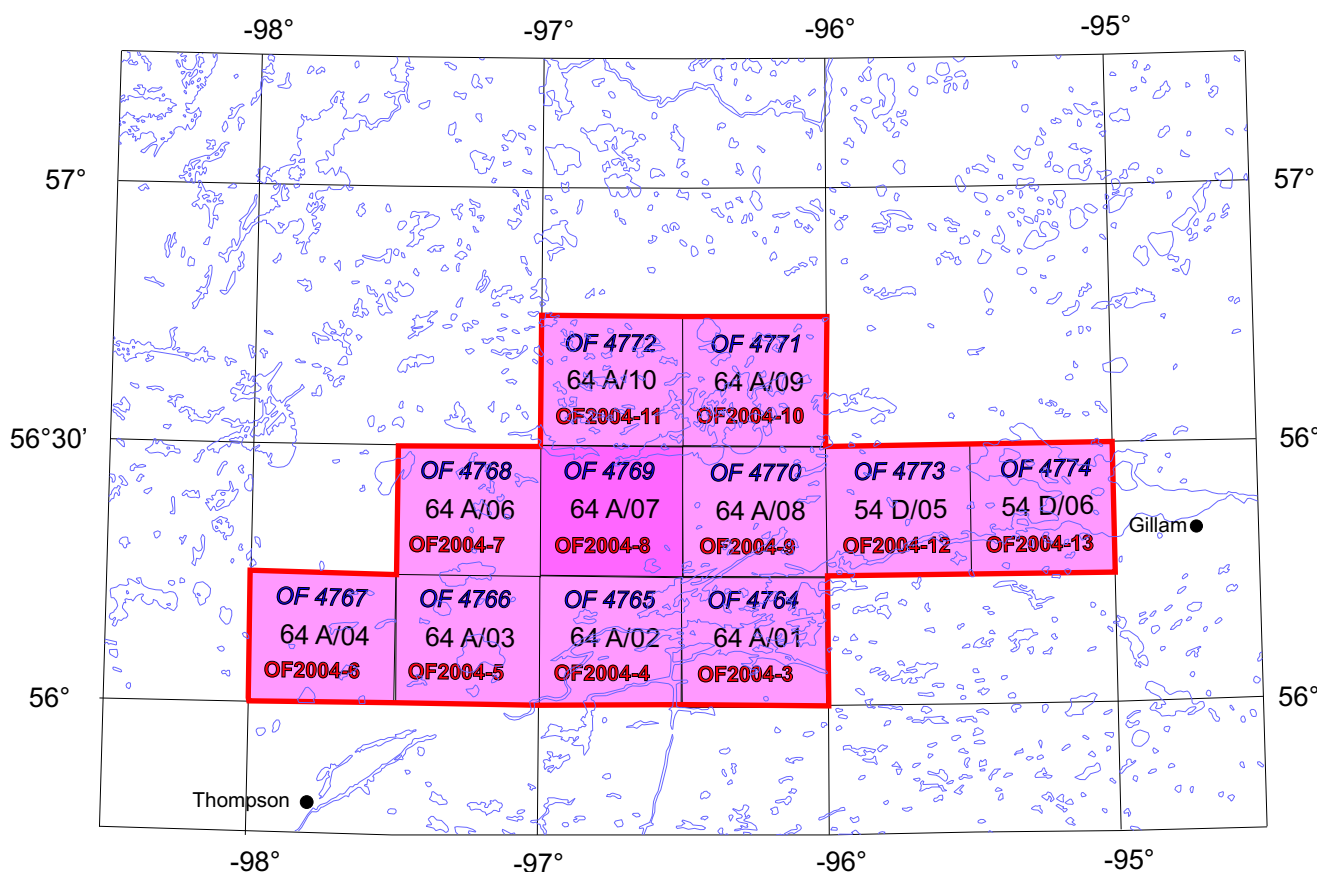 -98°
-97°
-96°
-95°
57°
57°
OF 4772
64 A/10
OF2004-11
OF 4771
64 A/09
OF2004-10
56°30'
56°
OF 4768
64 A/06
OF2004-7
OF 4769
64 A/07
OF2004-8
OF 4770
64 A/08
OF2004-9
OF 4773
54 D/05
OF2004-12
OF 4774
54 D/06
OF2004-13
Gillam
OF 4767
64 A/04
OF2004-6
OF 4766
64 A/03
OF2004-5
OF 4765
64 A/02
OF2004-4
OF 4764
64 A/01
OF2004-3
56°
56°
Thompson
-98°
-97°
-96°
-95°